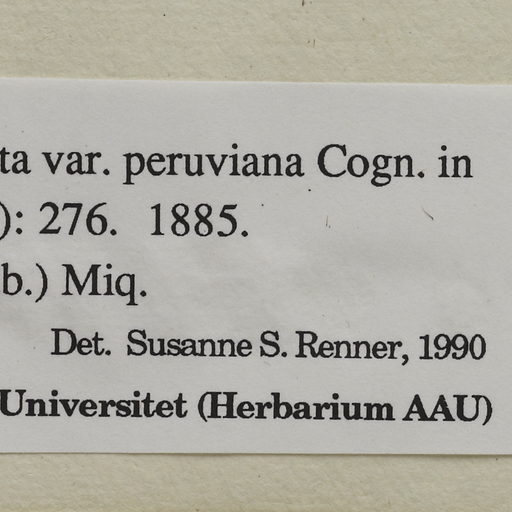 ta var. peruviana Cogn. in
): 276. 1885.
b.) Miq.
Det. Susanne S. Renner, 1990
Universitet (Herbarium AAU)